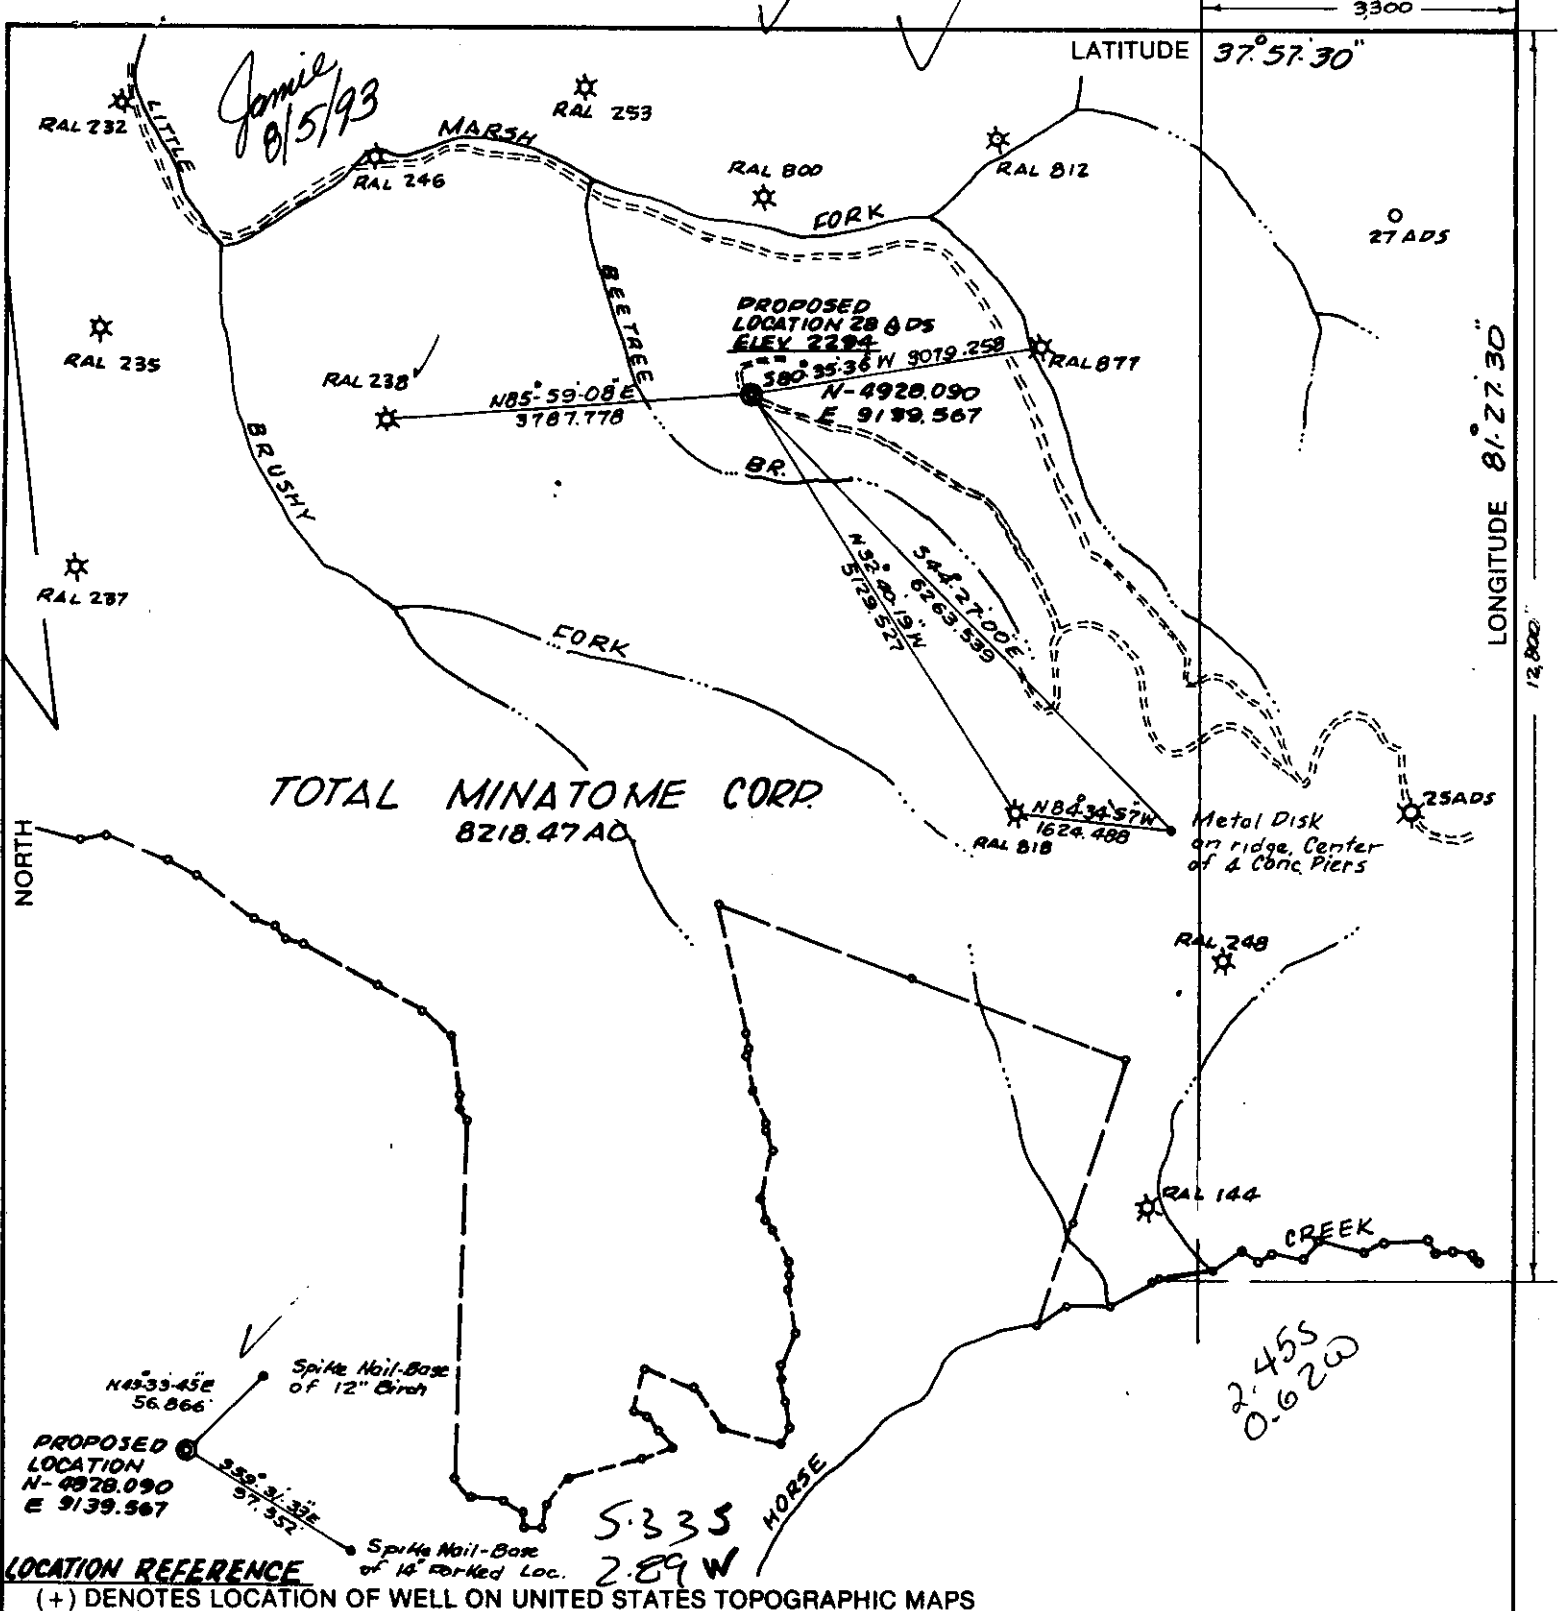 3,300
LATITUDE 37°57'30"
Jamie
8/5/93
RAL 232
LITTLE
MARSH
FORK
RAL 253
RAL 246
RAL 800
RAL 812
27 ADS
BEETREE
BR.
PROPOSED
LOCATION 28 ADS
ELEV. 2294
S80°35'36"W 3079.258
RAL 877
N-4928.090
E 9139.567
RAL 235
RAL 238
N85°59'08"E
3787.778
BRUSHY
FORK
LONGITUDE 81°27'30"
12,800'
RAL 237
N32°40'19"W
5129.527
S44°27'00"E
6263.539
TOTAL MINATOME CORP.
8218.47 AC
N84°34'57"W
1624.488
RAL 818
Metal Disk
on ridge, Center
of 4 Conc. Piers
25ADS
NORTH
RAL 248
RAL 144
CREEK
HORSE
2.45S
0.62W
N43°33'45"E
56.866'
Spike Nail-Base
of 12" Birch
PROPOSED
LOCATION
N-4928.090
E 9139.567
S59°31'33"E
97.552'
Spike Nail-Base
of 14" Forked Loc.
5.33S
2.89 W
LOCATION REFERENCE
(+) DENOTES LOCATION OF WELL ON UNITED STATES TOPOGRAPHIC MAPS